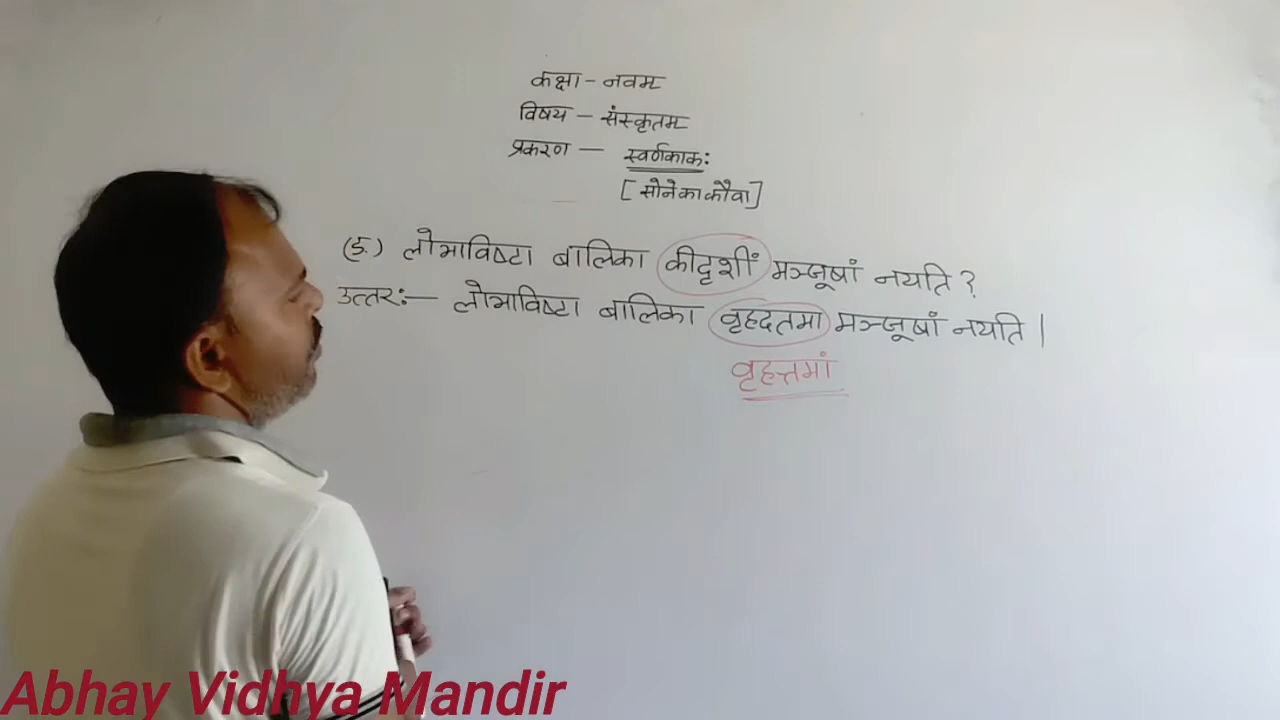 कक्षा - नवम
विषय - संस्कृतम
प्रकरण - स्वर्णकाकः
[सोने का कौवा]
(ड.) लोभाविष्टा बालिका कीदृशीं मञ्जूषां नयति ?
उत्तरः- लोभाविष्टा बालिका वृहदतमा मञ्जूषां नयति |
वृहत्तमां
Abhay Vidhya Mandir